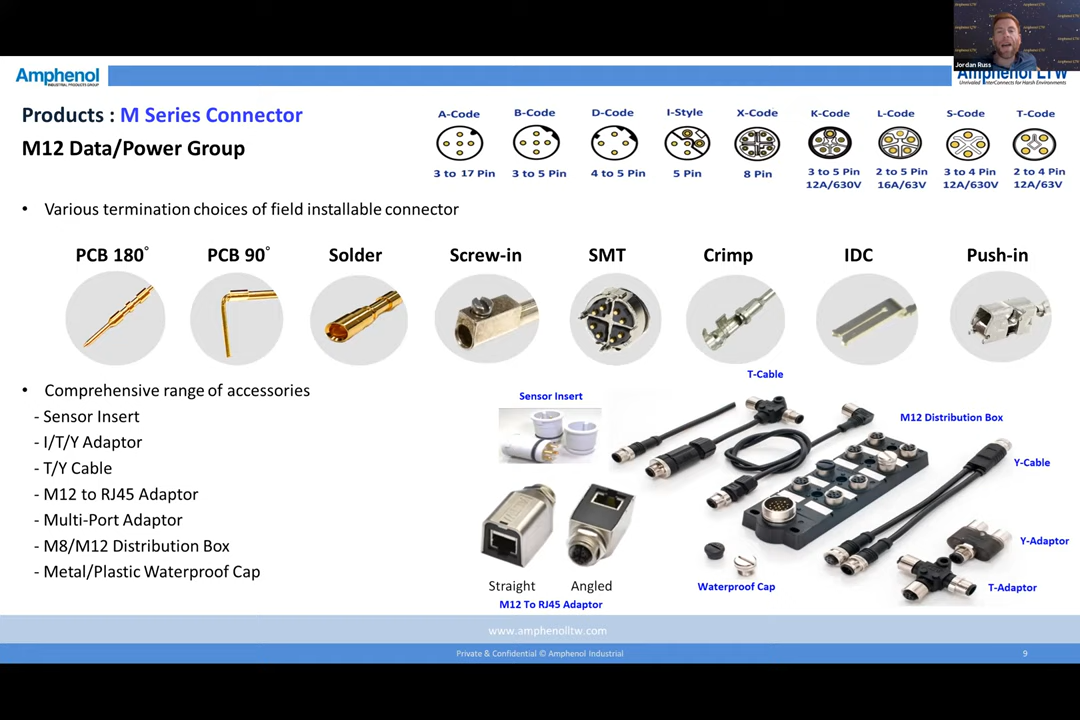 Amphenol
INDUSTRIAL PRODUCTS GROUP
Jordan Russ
Amphenol LTW
Unrivaled InterConnects for Harsh Environments
Products : M Series Connector
M12 Data/Power Group
A-Code
3 to 17 Pin
B-Code
3 to 5 Pin
D-Code
4 to 5 Pin
I-Style
5 Pin
X-Code
8 Pin
K-Code
3 to 5 Pin
12A/630V
L-Code
2 to 5 Pin
16A/63V
S-Code
3 to 4 Pin
12A/630V
T-Code
2 to 4 Pin
12A/63V
• Various termination choices of field installable connector
PCB 180°
PCB 90°
Solder
Screw-in
SMT
Crimp
IDC
Push-in
• Comprehensive range of accessories
- Sensor Insert
- I/T/Y Adaptor
- T/Y Cable
- M12 to RJ45 Adaptor
- Multi-Port Adaptor
- M8/M12 Distribution Box
- Metal/Plastic Waterproof Cap
Sensor Insert
T-Cable
M12 Distribution Box
Y-Cable
Y-Adaptor
T-Adaptor
Waterproof Cap
Straight
Angled
M12 To RJ45 Adaptor
www.amphenolltw.com
Private & Confidential © Amphenol Industrial
9